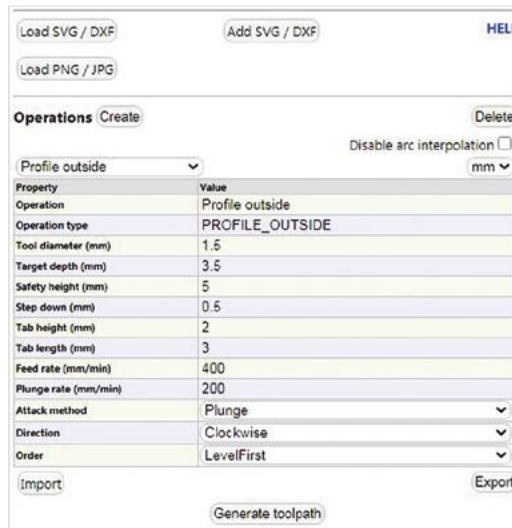 Load SVG / DXF Add SVG / DXF
Load PNG / JPG
Operations Create Delete
Disable arc interpolation
Profile outside mm
Property Value
Operation Profile outside
Operation type PROFILE_OUTSIDE
Tool diameter (mm) 1.5
Target depth (mm) 3.5
Safety height (mm) 5
Step down (mm) 0.5
Tab height (mm) 2
Tab length (mm) 3
Feed rate (mm/min) 400
Plunge rate (mm/min) 200
Attack method Plunge
Direction Clockwise
Order LevelFirst
Import Export
Generate toolpath